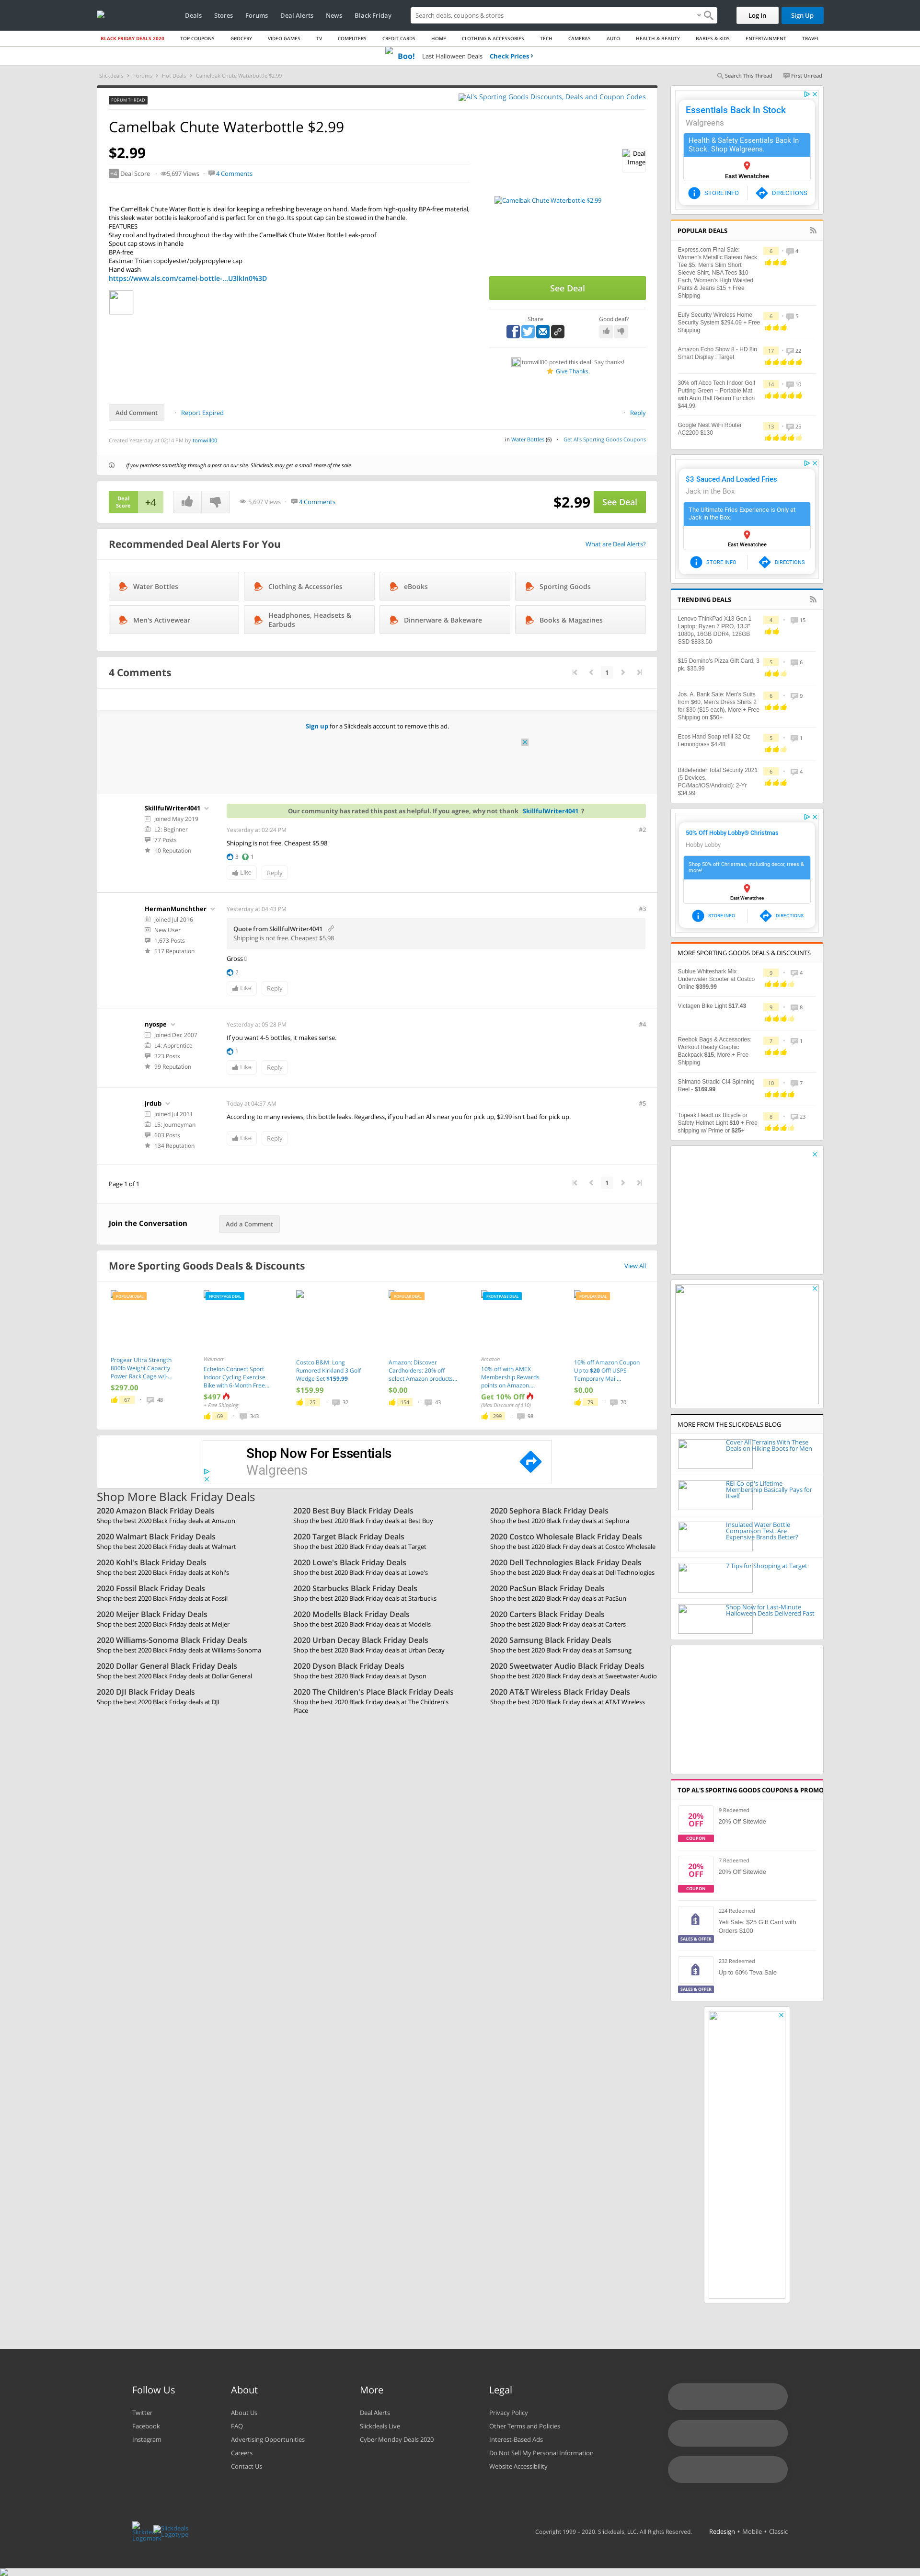 Deals
Stores
Forums
Deal Alerts
News
Black Friday
Search deals, coupons & stores
Log In
Sign Up
BLACK FRIDAY DEALS 2020
TOP COUPONS
GROCERY
VIDEO GAMES
TV
COMPUTERS
CREDIT CARDS
HOME
CLOTHING & ACCESSORIES
TECH
CAMERAS
AUTO
HEALTH & BEAUTY
BABIES & KIDS
ENTERTAINMENT
TRAVEL
Boo! Last Halloween Deals Check Prices
Slickdeals
Forums
Hot Deals
Camelbak Chute Waterbottle $2.99
Search This Thread
First Unread
FORUM THREAD
Al's Sporting Goods Discounts, Deals and Coupon Codes
Camelbak Chute Waterbottle $2.99
$2.99
+4 Deal Score
5,697 Views
4 Comments
Deal Image
The CamelBak Chute Water Bottle is ideal for keeping a refreshing beverage on hand. Made from high-quality BPA-free material,
this sleek water bottle is leakproof and is perfect for on the go. Its spout cap can be stowed in the handle.
FEATURES
Stay cool and hydrated throughout the day with the CamelBak Chute Water Bottle Leak-proof
Spout cap stows in handle
BPA-free
Eastman Tritan copolyester/polypropylene cap
Hand wash
https://www.als.com/camel-bottle-...U3lkIn0%3D
Camelbak Chute Waterbottle $2.99
See Deal
Share
Good deal?
tomwill00 posted this deal. Say thanks!
Give Thanks
Add Comment
Report Expired
Reply
Created Yesterday at 02:14 PM by tomwill00
in Water Bottles (6)
Get Al's Sporting Goods Coupons
If you purchase something through a post on our site, Slickdeals may get a small share of the sale.
Deal Score
+4
5,697 Views
4 Comments
$2.99
See Deal
Recommended Deal Alerts For You
What are Deal Alerts?
Water Bottles
Clothing & Accessories
eBooks
Sporting Goods
Men's Activewear
Headphones, Headsets & Earbuds
Dinnerware & Bakeware
Books & Magazines
4 Comments
1
Sign up for a Slickdeals account to remove this ad.
SkillfulWriter4041
Joined May 2019
L2: Beginner
77 Posts
10 Reputation
Our community has rated this post as helpful. If you agree, why not thank SkillfulWriter4041 ?
Yesterday at 02:24 PM
#2
Shipping is not free. Cheapest $5.98
3
1
Like
Reply
HermanMunchther
Joined Jul 2016
New User
1,673 Posts
517 Reputation
Yesterday at 04:43 PM
#3
Quote from SkillfulWriter4041
Shipping is not free. Cheapest $5.98
Gross
2
Like
Reply
nyospe
Joined Dec 2007
L4: Apprentice
323 Posts
99 Reputation
Yesterday at 05:28 PM
#4
If you want 4-5 bottles, it makes sense.
1
Like
Reply
jrdub
Joined Jul 2011
L5: Journeyman
603 Posts
134 Reputation
Today at 04:57 AM
#5
According to many reviews, this bottle leaks. Regardless, if you had an Al's near you for pick up, $2.99 isn't bad for pick up.
Like
Reply
Page 1 of 1
1
Join the Conversation
Add a Comment
More Sporting Goods Deals & Discounts
View All
POPULAR DEAL
Progear Ultra Strength 800lb Weight Capacity Power Rack Cage w/J-...
$297.00
67
48
FRONTPAGE DEAL
Walmart
Echelon Connect Sport Indoor Cycling Exercise Bike with 6-Month Free...
$497
+ Free Shipping
69
343
Costco B&M: Long Rumored Kirkland 3 Golf Wedge Set $159.99
$159.99
25
32
POPULAR DEAL
Amazon: Discover Cardholders: 20% off select Amazon products...
$0.00
154
43
FRONTPAGE DEAL
Amazon
10% off with AMEX Membership Rewards points on Amazon....
Get 10% Off
(Max Discount of $15)
299
98
POPULAR DEAL
10% off Amazon Coupon Up to $20 Off! USPS Temporary Mail...
$0.00
79
70
Shop Now For Essentials
Walgreens
Shop More Black Friday Deals
2020 Amazon Black Friday Deals
Shop the best 2020 Black Friday deals at Amazon
2020 Best Buy Black Friday Deals
Shop the best 2020 Black Friday deals at Best Buy
2020 Sephora Black Friday Deals
Shop the best 2020 Black Friday deals at Sephora
2020 Walmart Black Friday Deals
Shop the best 2020 Black Friday deals at Walmart
2020 Target Black Friday Deals
Shop the best 2020 Black Friday deals at Target
2020 Costco Wholesale Black Friday Deals
Shop the best 2020 Black Friday deals at Costco Wholesale
2020 Kohl's Black Friday Deals
Shop the best 2020 Black Friday deals at Kohl's
2020 Lowe's Black Friday Deals
Shop the best 2020 Black Friday deals at Lowe's
2020 Dell Technologies Black Friday Deals
Shop the best 2020 Black Friday deals at Dell Technologies
2020 Fossil Black Friday Deals
Shop the best 2020 Black Friday deals at Fossil
2020 Starbucks Black Friday Deals
Shop the best 2020 Black Friday deals at Starbucks
2020 PacSun Black Friday Deals
Shop the best 2020 Black Friday deals at PacSun
2020 Meijer Black Friday Deals
Shop the best 2020 Black Friday deals at Meijer
2020 Modells Black Friday Deals
Shop the best 2020 Black Friday deals at Modells
2020 Carters Black Friday Deals
Shop the best 2020 Black Friday deals at Carters
2020 Williams-Sonoma Black Friday Deals
Shop the best 2020 Black Friday deals at Williams-Sonoma
2020 Urban Decay Black Friday Deals
Shop the best 2020 Black Friday deals at Urban Decay
2020 Samsung Black Friday Deals
Shop the best 2020 Black Friday deals at Samsung
2020 Dollar General Black Friday Deals
Shop the best 2020 Black Friday deals at Dollar General
2020 Dyson Black Friday Deals
Shop the best 2020 Black Friday deals at Dyson
2020 Sweetwater Audio Black Friday Deals
Shop the best 2020 Black Friday deals at Sweetwater Audio
2020 DJI Black Friday Deals
Shop the best 2020 Black Friday deals at DJI
2020 The Children's Place Black Friday Deals
Shop the best 2020 Black Friday deals at The Children's Place
2020 AT&T Wireless Black Friday Deals
Shop the best 2020 Black Friday deals at AT&T Wireless
Essentials Back In Stock
Walgreens
Health & Safety Essentials Back In Stock. Shop Walgreens.
East Wenatchee
STORE INFO
DIRECTIONS
POPULAR DEALS
Express.com Final Sale: Women's Metallic Bateau Neck Tee $5, Men's Slim Short Sleeve Shirt, NBA Tees $10 Each, Women's High Waisted Pants & Jeans $15 + Free Shipping
6
4
Eufy Security Wireless Home Security System $294.09 + Free Shipping
6
5
Amazon Echo Show 8 - HD 8in Smart Display : Target
17
22
30% off Abco Tech Indoor Golf Putting Green – Portable Mat with Auto Ball Return Function $44.99
14
10
Google Nest WiFi Router AC2200 $130
13
25
$3 Sauced And Loaded Fries
Jack in the Box
The Ultimate Fries Experience is Only at Jack in the Box.
East Wenatchee
STORE INFO
DIRECTIONS
TRENDING DEALS
Lenovo ThinkPad X13 Gen 1 Laptop: Ryzen 7 PRO, 13.3" 1080p, 16GB DDR4, 128GB SSD $633.50
4
15
$15 Domino's Pizza Gift Card, 3 pk. $35.99
5
6
Jos. A. Bank Sale: Men's Suits from $60, Men's Dress Shirts 2 for $30 ($15 each), More + Free Shipping on $50+
6
9
Ecos Hand Soap refill 32 Oz Lemongrass $4.48
5
1
Bitdefender Total Security 2021 (5 Devices, PC/Mac/iOS/Android): 2-Yr $34.99
6
4
50% Off Hobby Lobby® Christmas
Hobby Lobby
Shop 50% off Christmas, including decor, trees & more!
East Wenatchee
STORE INFO
DIRECTIONS
MORE SPORTING GOODS DEALS & DISCOUNTS
Sublue Whiteshark Mix Underwater Scooter at Costco Online $399.99
9
4
Victagen Bike Light $17.43
9
8
Reebok Bags & Accessories: Workout Ready Graphic Backpack $15, More + Free Shipping
7
1
Shimano Stradic CI4 Spinning Reel - $169.99
10
7
Topeak HeadLux Bicycle or Safety Helmet Light $10 + Free shipping w/ Prime or $25+
8
23
MORE FROM THE SLICKDEALS BLOG
Cover All Terrains With These Deals on Hiking Boots for Men
REI Co-op's Lifetime Membership Basically Pays for Itself
Insulated Water Bottle Comparison Test: Are Expensive Brands Better?
7 Tips for Shopping at Target
Shop Now for Last-Minute Halloween Deals Delivered Fast
TOP AL'S SPORTING GOODS COUPONS & PROMO
20% OFF
COUPON
9 Redeemed
20% Off Sitewide
20% OFF
COUPON
7 Redeemed
20% Off Sitewide
SALES & OFFER
224 Redeemed
Yeti Sale: $25 Gift Card with Orders $100
SALES & OFFER
232 Redeemed
Up to 60% Teva Sale
Follow Us
Twitter
Facebook
Instagram
About
About Us
FAQ
Advertising Opportunities
Careers
Contact Us
More
Deal Alerts
Slickdeals Live
Cyber Monday Deals 2020
Legal
Privacy Policy
Other Terms and Policies
Interest-Based Ads
Do Not Sell My Personal Information
Website Accessibility
Slickdeals Logomark
Slickdeals Logotype
Copyright 1999 – 2020. Slickdeals, LLC. All Rights Reserved.
Redesign • Mobile • Classic